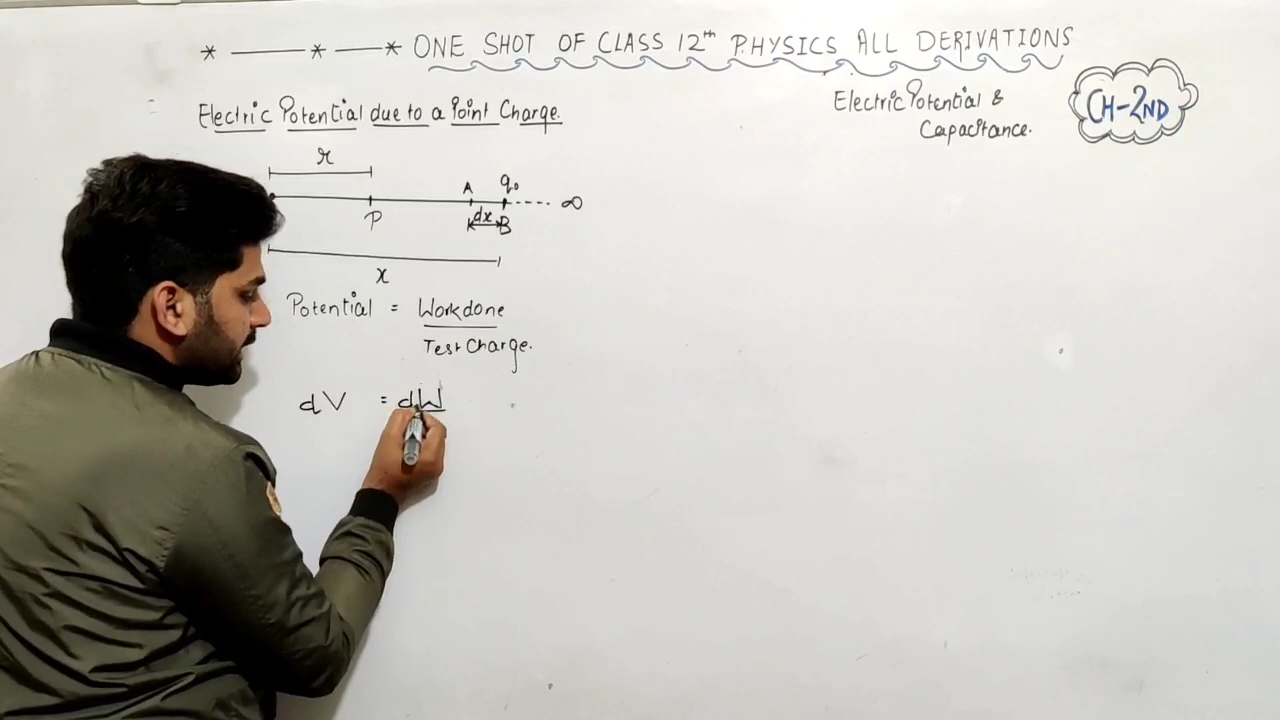 * —— * — * ONE SHOT OF CLASS 12th PHYSICS ALL DERIVATIONS
Electric Potential &
Capacitance.
CH-2ND
Electric Potential due to a Point Charge.
r
A q₀
P dx B ∞
x
Potential = Workdone
Test Charge.
dV = dW